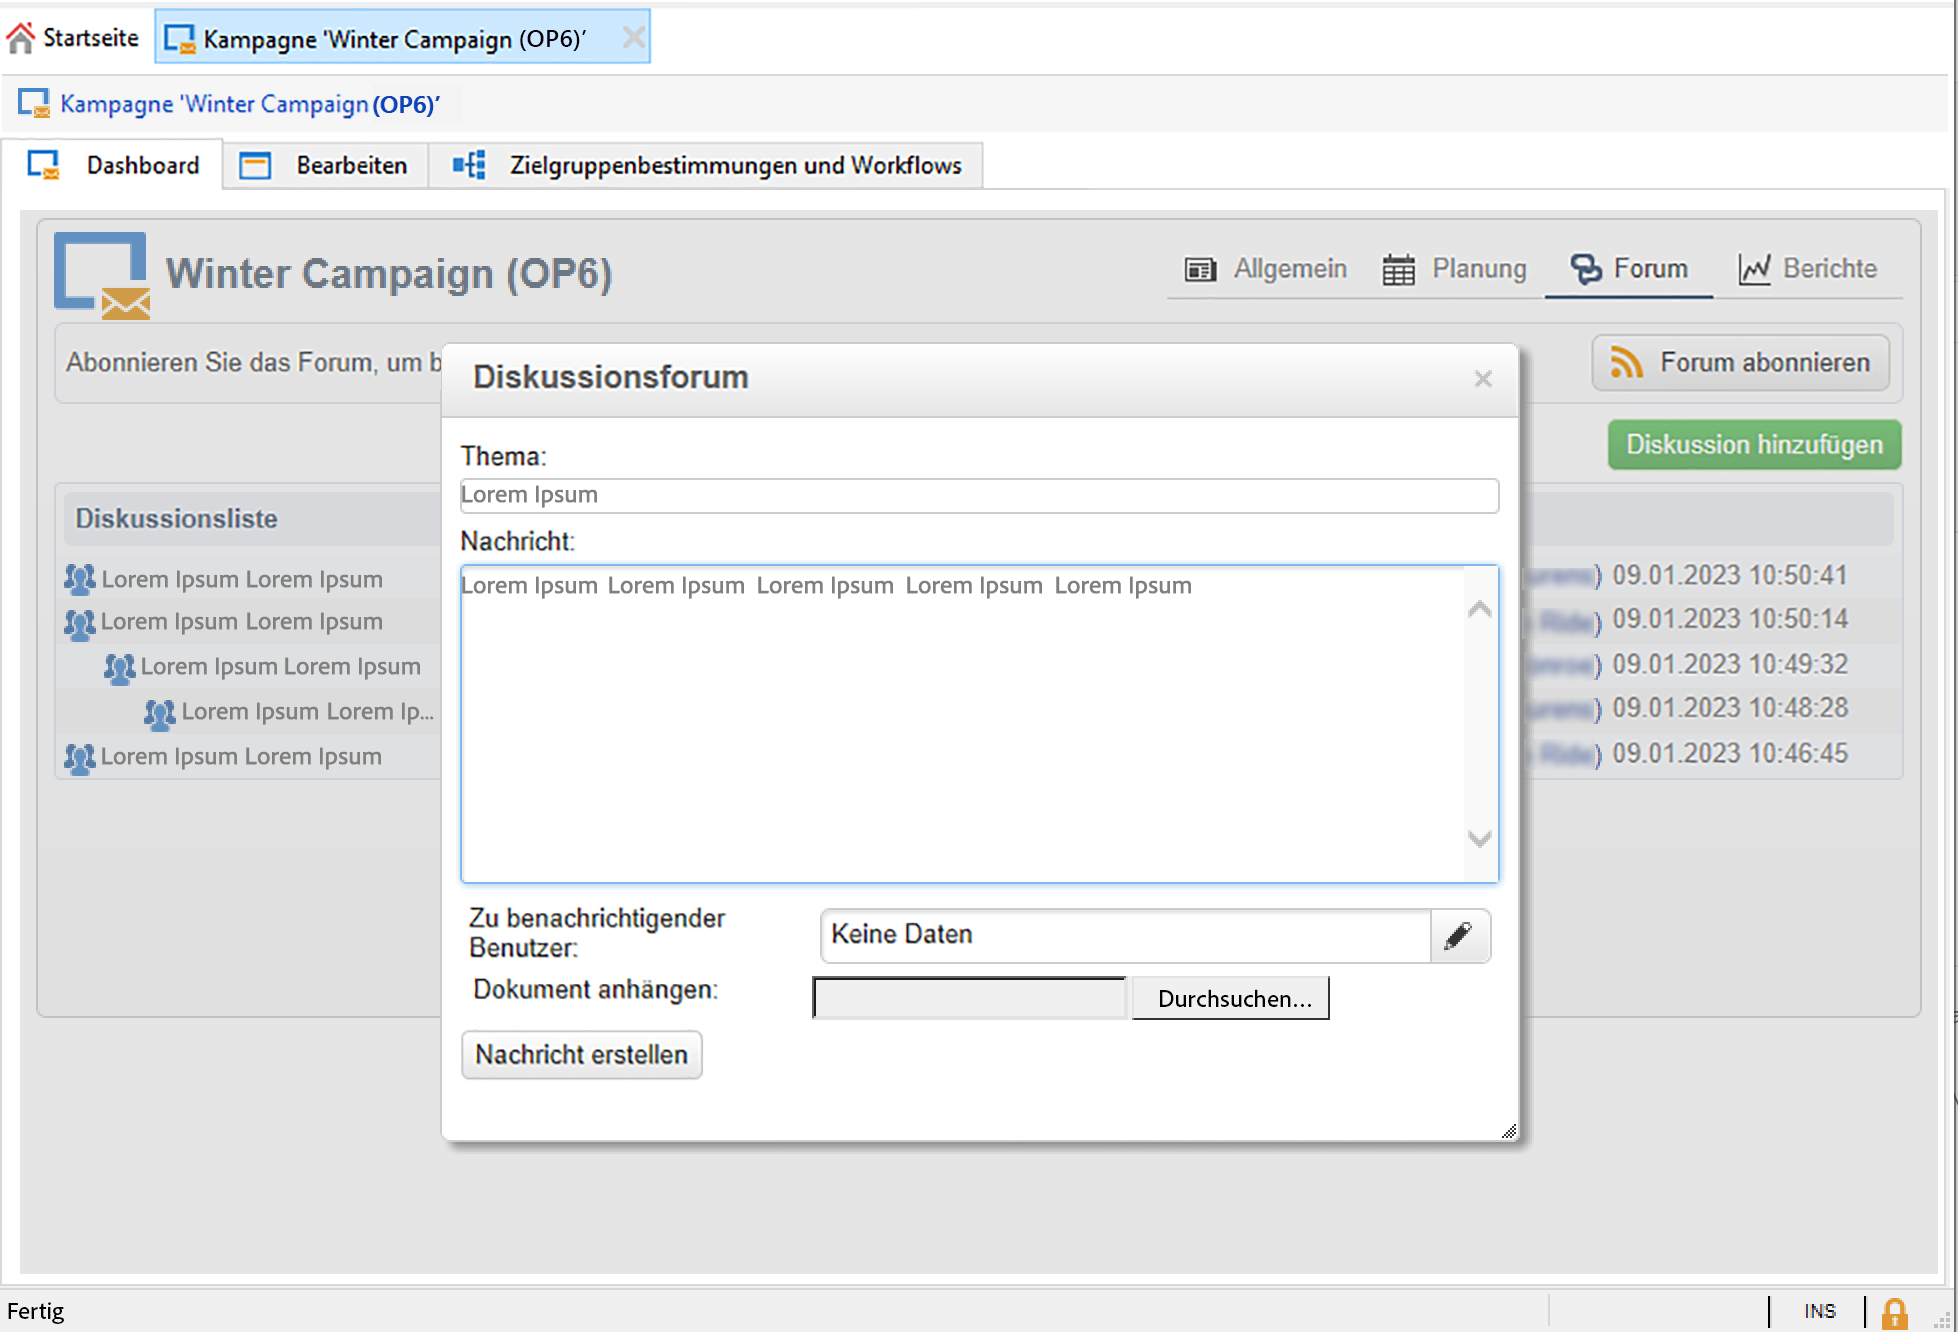 Startseite
Kampagne 'Winter Campaign (OP6)’
Kampagne 'Winter Campaign (OP6)’
Dashboard
Bearbeiten
Zielgruppenbestimmungen und Workflows
Winter Campaign (OP6)
Allgemein
Planung
Forum
Berichte
Abonnieren Sie das Forum, um b
Forum abonnieren
Diskussion hinzufügen
Diskussionsliste
Lorem Ipsum Lorem Ipsum
) 09.01.2023 10:50:41
Lorem Ipsum Lorem Ipsum
) 09.01.2023 10:50:14
Lorem Ipsum Lorem Ipsum
) 09.01.2023 10:49:32
Lorem Ipsum Lorem Ip...
) 09.01.2023 10:48:28
Lorem Ipsum Lorem Ipsum
) 09.01.2023 10:46:45
Diskussionsforum
Thema:
Lorem Ipsum
Nachricht:
Lorem Ipsum Lorem Ipsum Lorem Ipsum Lorem Ipsum Lorem Ipsum
Zu benachrichtigender
Benutzer:
Keine Daten
Dokument anhängen:
Durchsuchen...
Nachricht erstellen
Fertig
INS